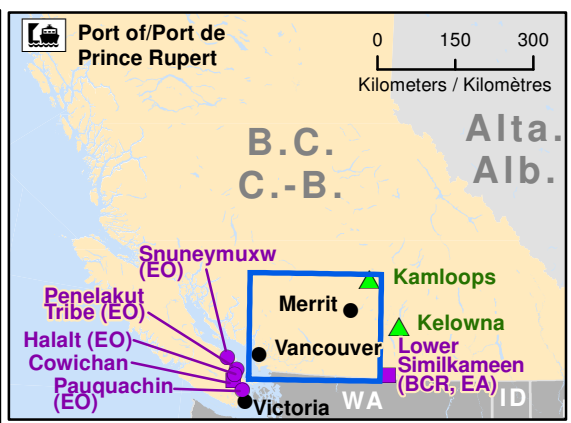 Port of/Port de
Prince Rupert
0 150 300
Kilometers / Kilomètres
Alta.
Alb.
B.C.
C.-B.
Snuneymuxw
(EO)
Penelakut
Tribe (EO)
Halalt (EO)
Cowichan
Pauquachin
(EO)
Kamloops
Merrit
Kelowna
Vancouver
Lower
Similkameen
(BCR, EA)
Victoria
WA
ID